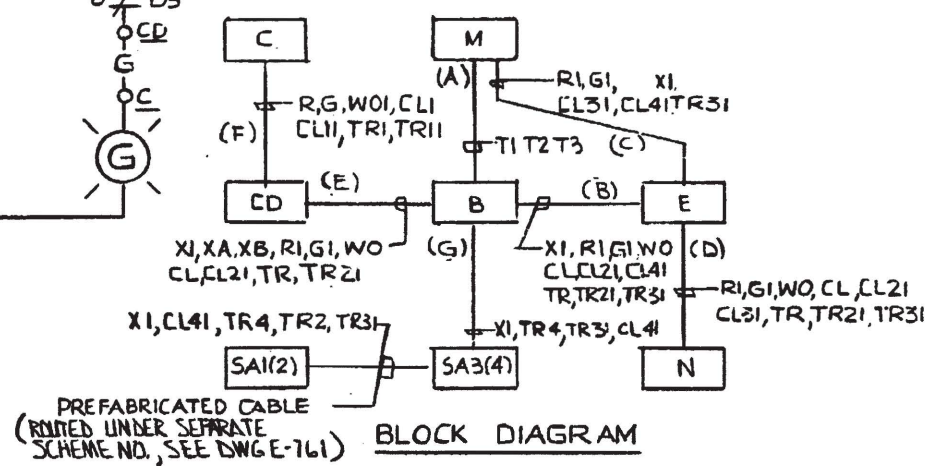 CD
G
C
G
C
M
(A)
R1,G1, X1,
CL31,CL41TR31
R,G,WO1,CL1
CL11,TR1,TR11
(F)
T1 T2 T3
(C)
CD
(E)
B
(B)
E
X1,XA,XB,R1,G1,WO
CL,CL21,TR,TR21
(G)
X1,R1,G1,WO
CL,CL21,CL41
TR,TR21,TR31
(D)
R1,G1,WO,CL,CL21
CL31,TR,TR21,TR31
X1,CL41,TR4,TR2,TR31
X1,TR4,TR31,CL41
SA1(2)
SA3(4)
N
PREFABRICATED CABLE
(ROUTED UNDER SEPARATE
SCHEME NO., SEE DWG E-761)
BLOCK DIAGRAM